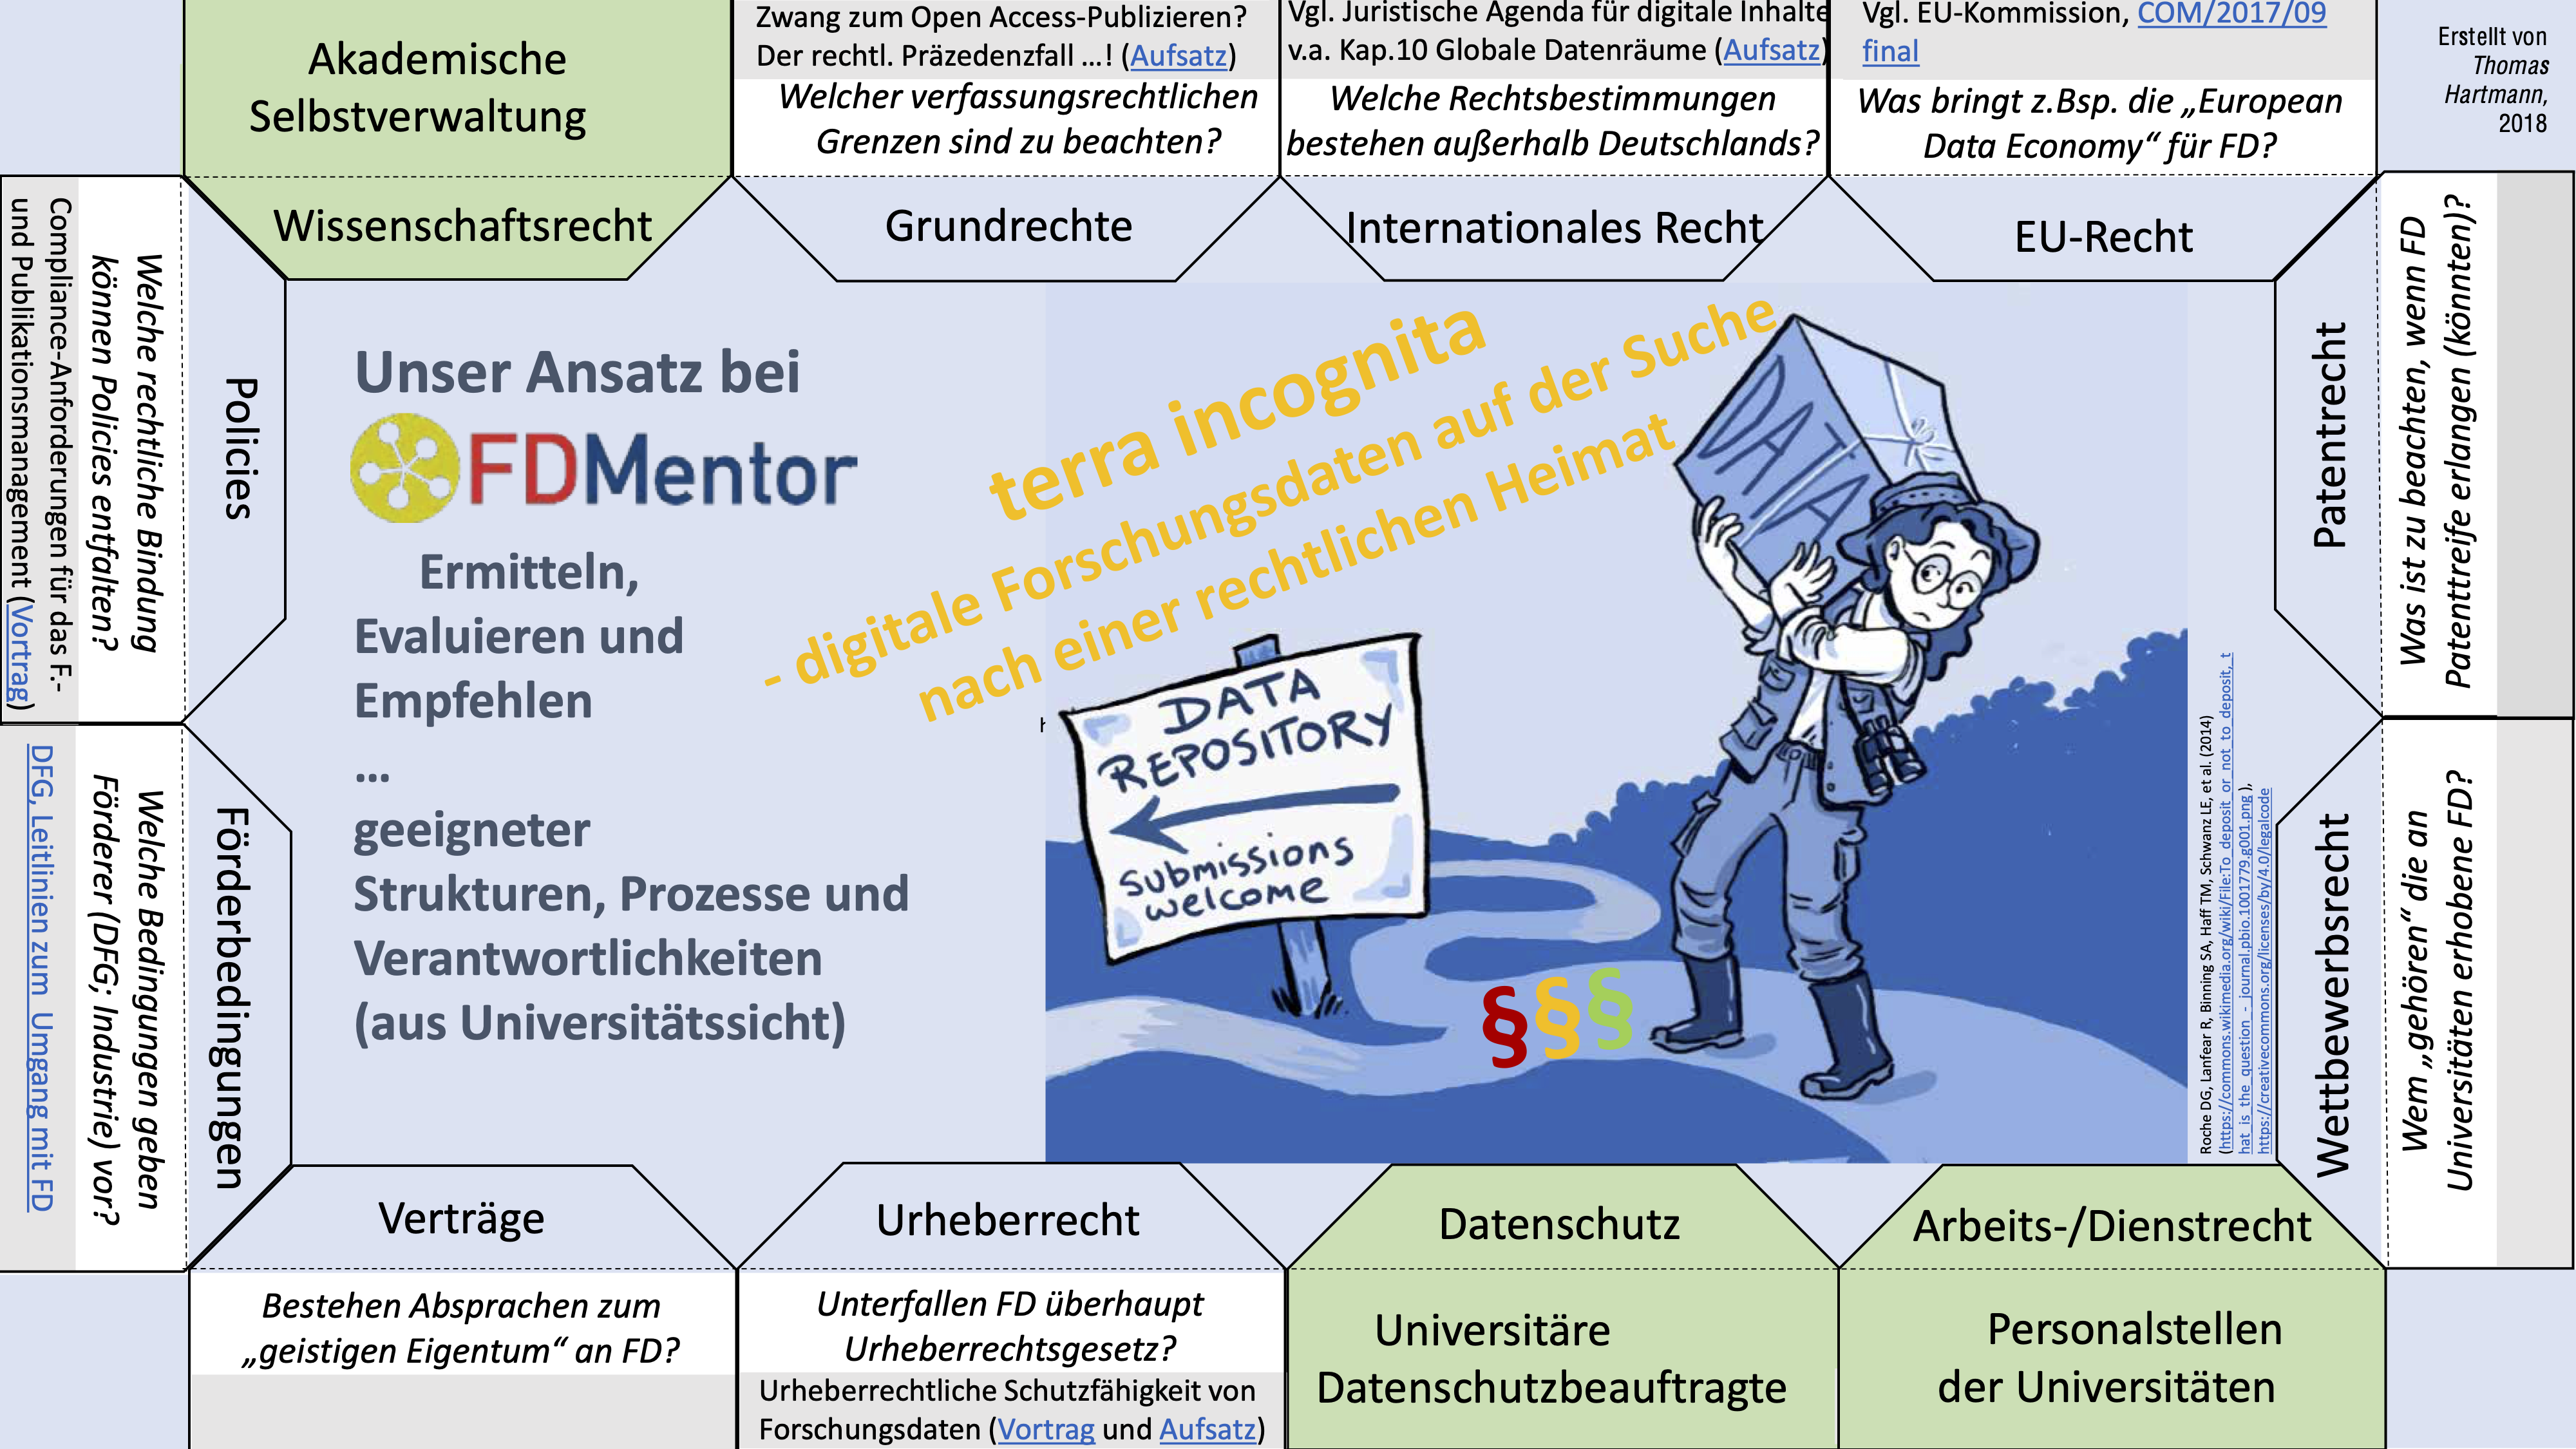 Akademische
Selbstverwaltung
Wissenschaftsrecht
Zwang zum Open Access-Publizieren?
Der rechtl. Präzedenzfall …! (Aufsatz)
Welcher verfassungsrechtlichen
Grenzen sind zu beachten?
Grundrechte
Vgl. Juristische Agenda für digitale Inhalte
v.a. Kap.10 Globale Datenräume (Aufsatz)
Welche Rechtsbestimmungen
bestehen außerhalb Deutschlands?
Internationales Recht
Vgl. EU-Kommission, COM/2017/09
final
Was bringt z.Bsp. die „European
Data Economy“ für FD?
EU-Recht
Erstellt von
Thomas
Hartmann,
2018
Policies
Welche rechtliche Bindung
können Policies entfalten?
Compliance-Anforderungen für das F.-
und Publikationsmanagement (Vortrag)
Förderbedingungen
Welche Bedingungen geben
Förderer (DFG; Industrie) vor?
DFG, Leitlinien zum Umgang mit FD
Unser Ansatz bei
FDMentor
Ermitteln,
Evaluieren und
Empfehlen
…
geeigneter
Strukturen, Prozesse und
Verantwortlichkeiten
(aus Universitätssicht)
terra incognita
- digitale Forschungsdaten auf der Suche
nach einer rechtlichen Heimat
DATA
DATA
REPOSITORY
Submissions
welcome
§§§
Roche DG, Lanfear R, Binning SA, Haff TM, Schwanz LE, et al. (2014)
(https://commons.wikimedia.org/wiki/File:To_deposit_or_not_to_deposit,_t
hat_is_the_question_-_journal.pbio.1001779.g001.png ),
https://creativecommons.org/licenses/by/4.0/legalcode
Patentrecht
Was ist zu beachten, wenn FD
Patenttreife erlangen (könnten)?
Wettbewerbsrecht
Wem „gehören“ die an
Universitäten erhobene FD?
Verträge
Bestehen Absprachen zum
„geistigen Eigentum“ an FD?
Urheberrecht
Unterfallen FD überhaupt
Urheberrechtsgesetz?
Urheberrechtliche Schutzfähigkeit von
Forschungsdaten (Vortrag und Aufsatz)
Datenschutz
Universitäre
Datenschutzbeauftragte
Arbeits-/Dienstrecht
Personalstellen
der Universitäten